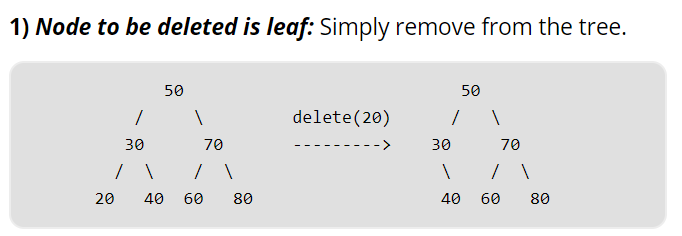 1) Node to be deleted is leaf: Simply remove from the tree.
50                              50
/       \      delete(20)      /   \
30      70     --------->     30     70
/ \     / \                    \    / \
20   40  60   80                40  60   80